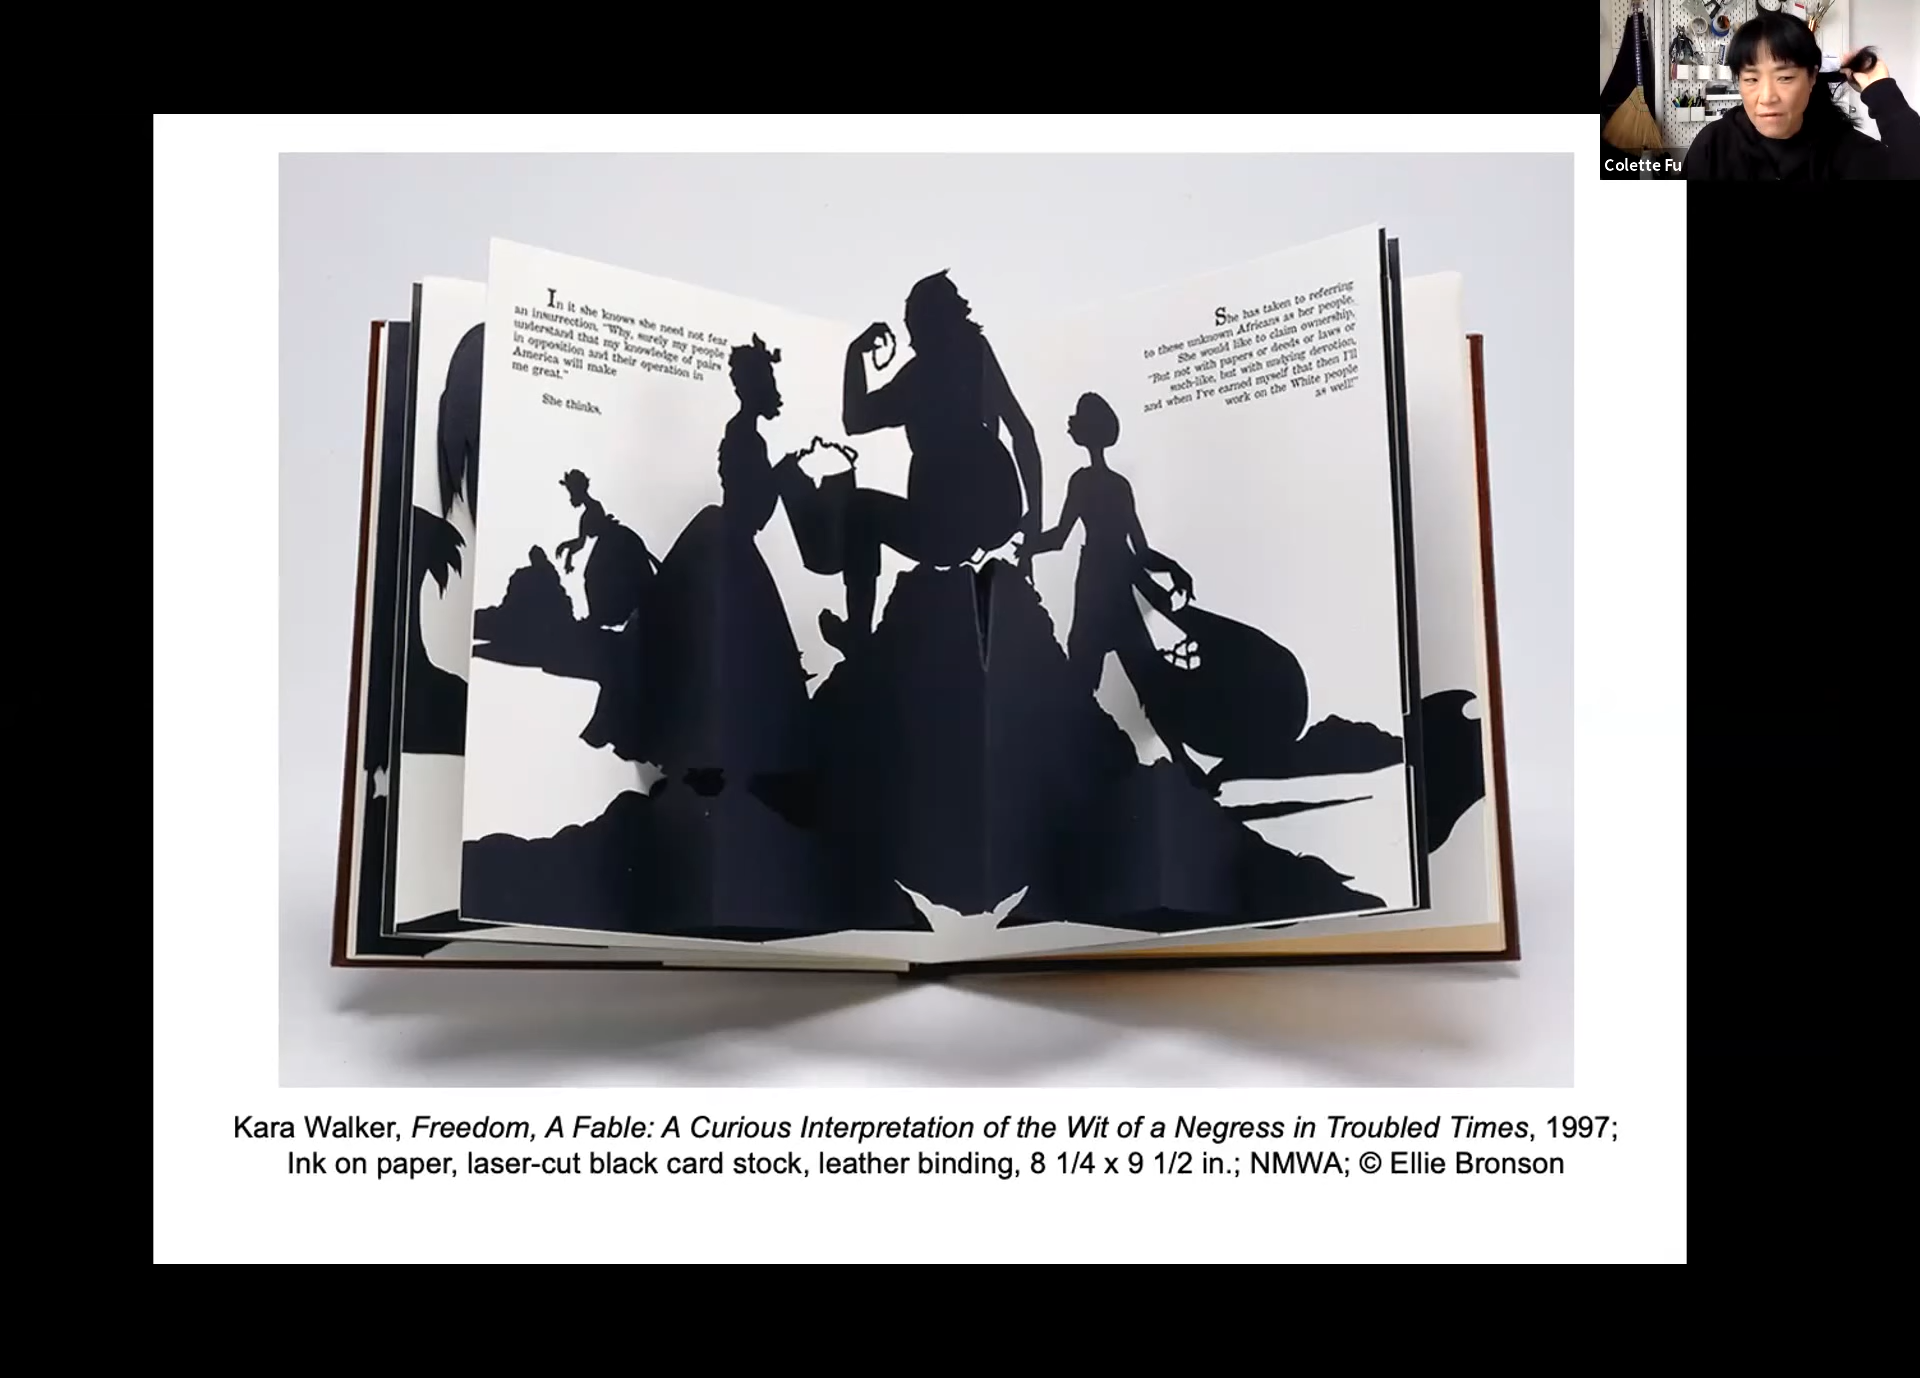 Colette Fu
In it she knows she need not fear
an insurrection. "Why, surely my people
understand that my knowledge of pairs
in opposition and their operation in
America will make
me great."
She thinks.
She has taken to referring
to these unknown Africans as her people.
She would like to claim ownership,
"But not with papers or deeds or laws or
such-like, but with undying devotion,
and when I've earned myself that then I'll
work on the White people
as well!"
Kara Walker, Freedom, A Fable: A Curious Interpretation of the Wit of a Negress in Troubled Times, 1997;
Ink on paper, laser-cut black card stock, leather binding, 8 1/4 x 9 1/2 in.; NMWA; © Ellie Bronson